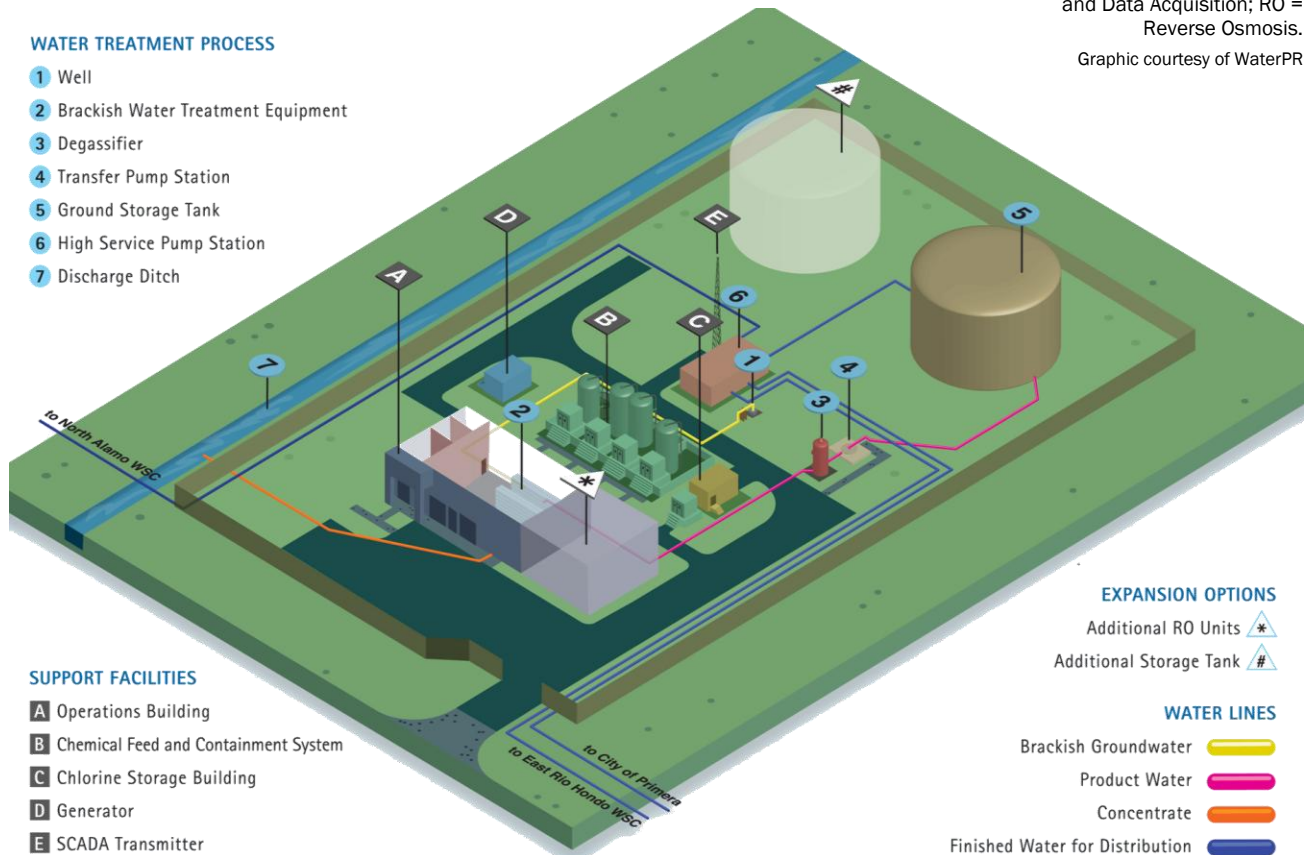 and Data Acquisition; RO =
Reverse Osmosis.
Graphic courtesy of WaterPR
WATER TREATMENT PROCESS
1 Well
2 Brackish Water Treatment Equipment
3 Degassifier
4 Transfer Pump Station
5 Ground Storage Tank
6 High Service Pump Station
7 Discharge Ditch
#
5
D
E
A
6
B
C
1
7
4
3
2
*
to North Alamo WSC
to City of Primera
to East Rio Hondo WSC
SUPPORT FACILITIES
A Operations Building
B Chemical Feed and Containment System
C Chlorine Storage Building
D Generator
E SCADA Transmitter
EXPANSION OPTIONS
Additional RO Units *
Additional Storage Tank #
WATER LINES
Brackish Groundwater
Product Water
Concentrate
Finished Water for Distribution